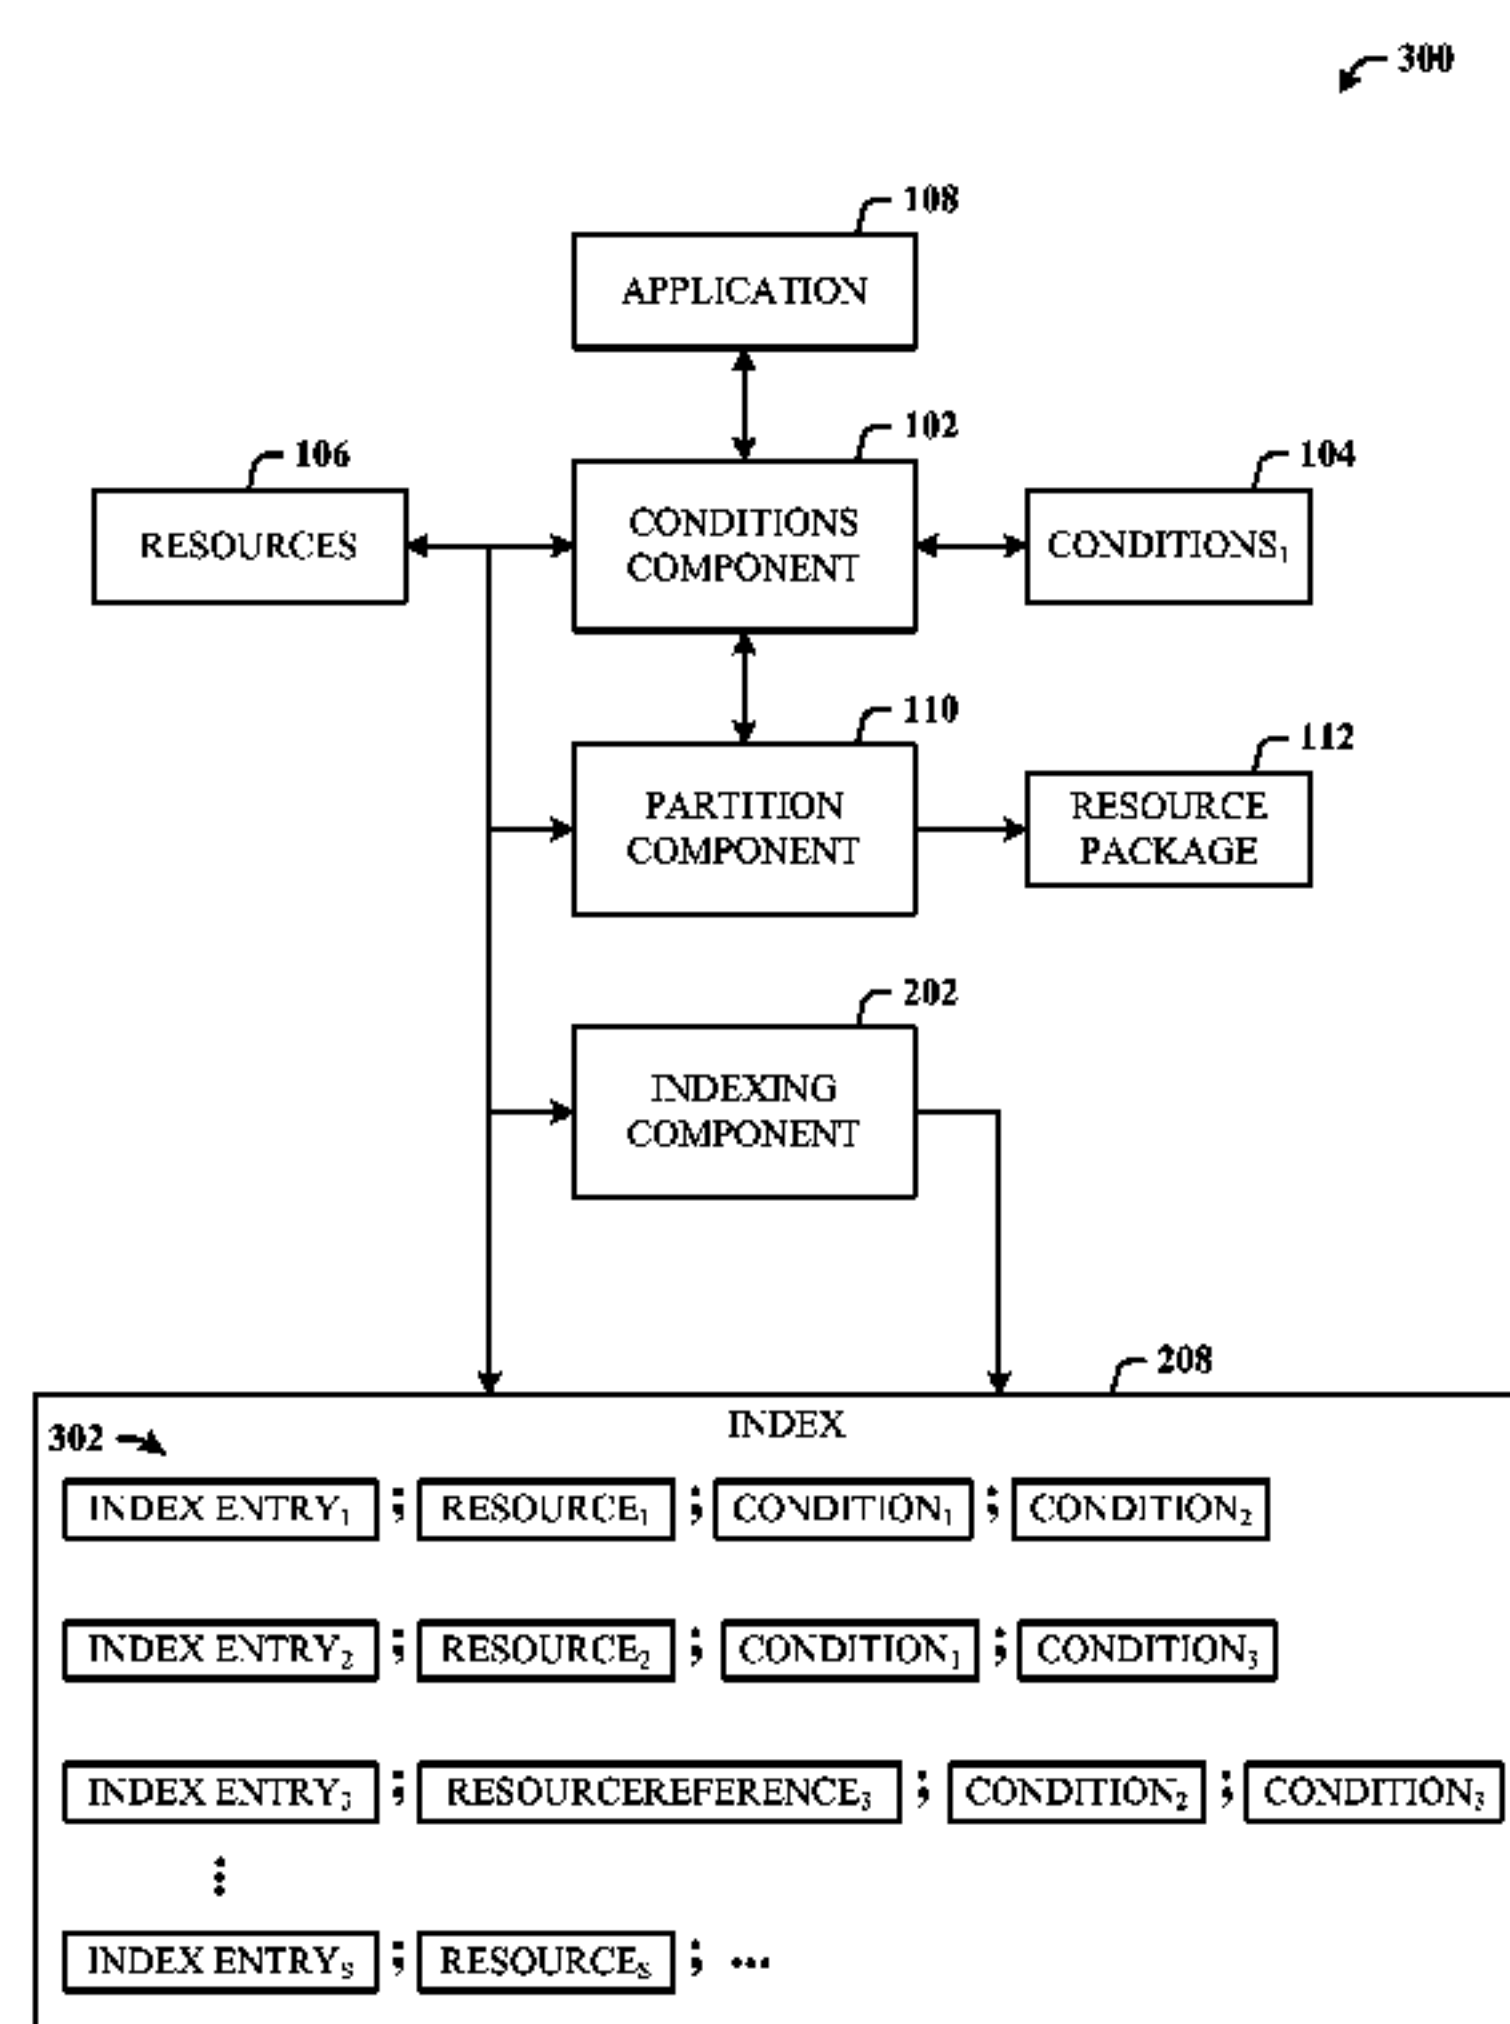 300
108
APPLICATION
106
102
104
RESOURCES
CONDITIONS
COMPONENT
CONDITIONS₁
110
112
PARTITION
COMPONENT
RESOURCE
PACKAGE
202
INDEXING
COMPONENT
208
INDEX
302
INDEX ENTRY₁ ; RESOURCE₁ ; CONDITION₁ ; CONDITION₂
INDEX ENTRY₂ ; RESOURCE₂ ; CONDITION₁ ; CONDITION₃
INDEX ENTRY₃ ; RESOURCEREFERENCE₃ ; CONDITION₂ ; CONDITION₃
⋮
INDEX ENTRYS ; RESOURCES ; ...